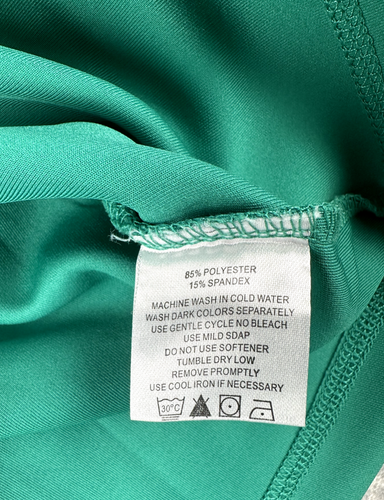 85% POLYESTER
15% SPANDEX
MACHINE WASH IN COLD WATER
WASH DARK COLORS SEPARATELY
USE GENTLE CYCLE NO BLEACH
USE MILD SOAP
DO NOT USE SOFTENER
TUMBLE DRY LOW
REMOVE PROMPTLY
USE COOL IRON IF NECESSARY
30°C